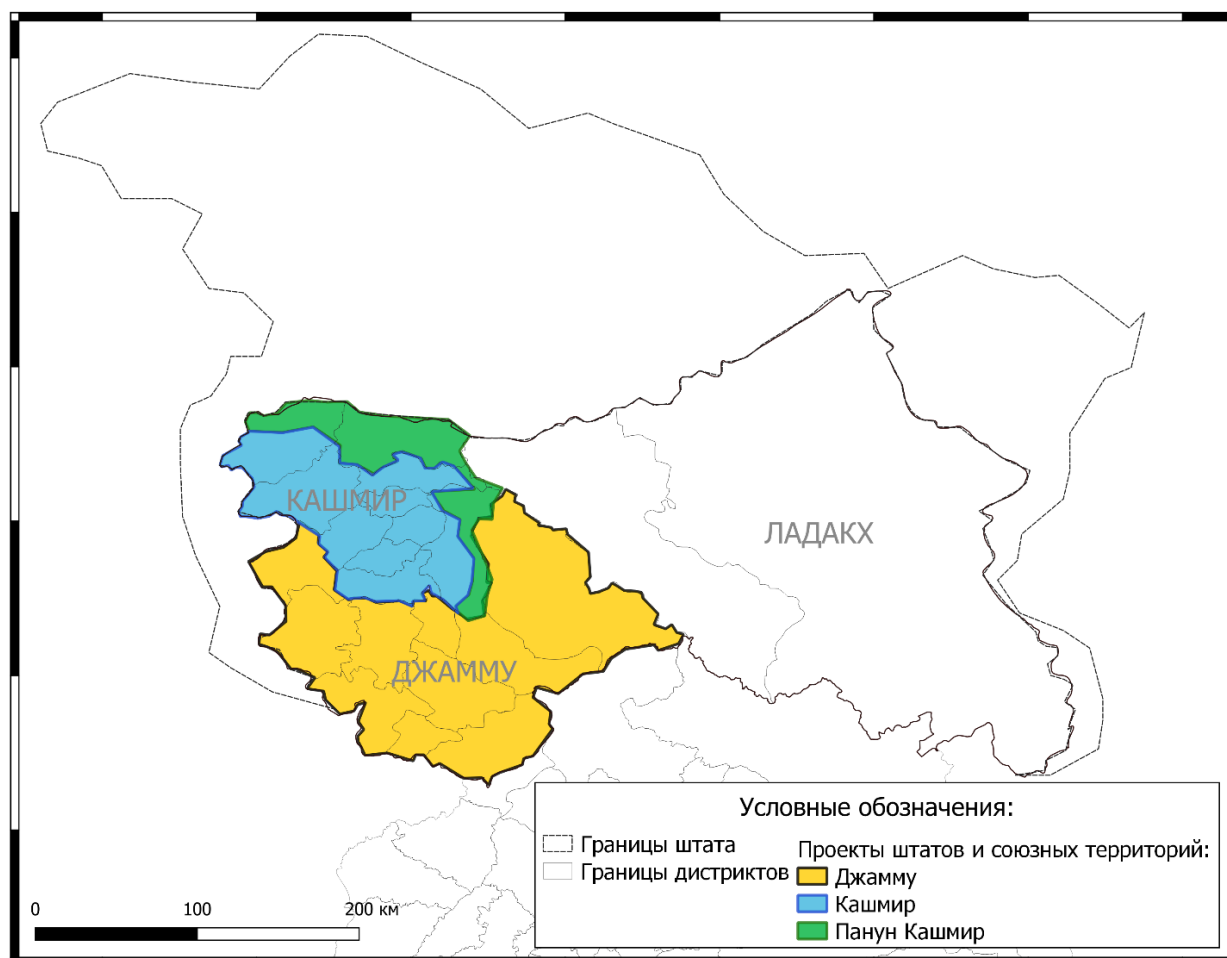 КАШМИР
ЛАДАКХ
ДЖАММУ
Условные обозначения:
Границы штата
Границы дистриктов
Проекты штатов и союзных территорий:
Джамму
Кашмир
Панун Кашмир
0 100 200 км